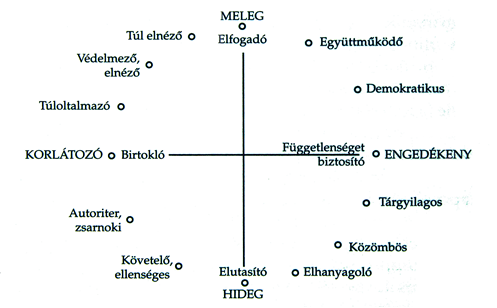 MELEG
Elfogadó
Túl elnéző
Együttműködő
Védelmező,
elnéző
Demokratikus
Túloltalmazó
KORLÁTOZÓ
Birtokló
Függetlenséget
biztosító
ENGEDÉKENY
Tárgyilagos
Autoriter,
zsarnoki
Közömbös
Követelő,
ellenséges
Elutasító
Elhanyagoló
HIDEG